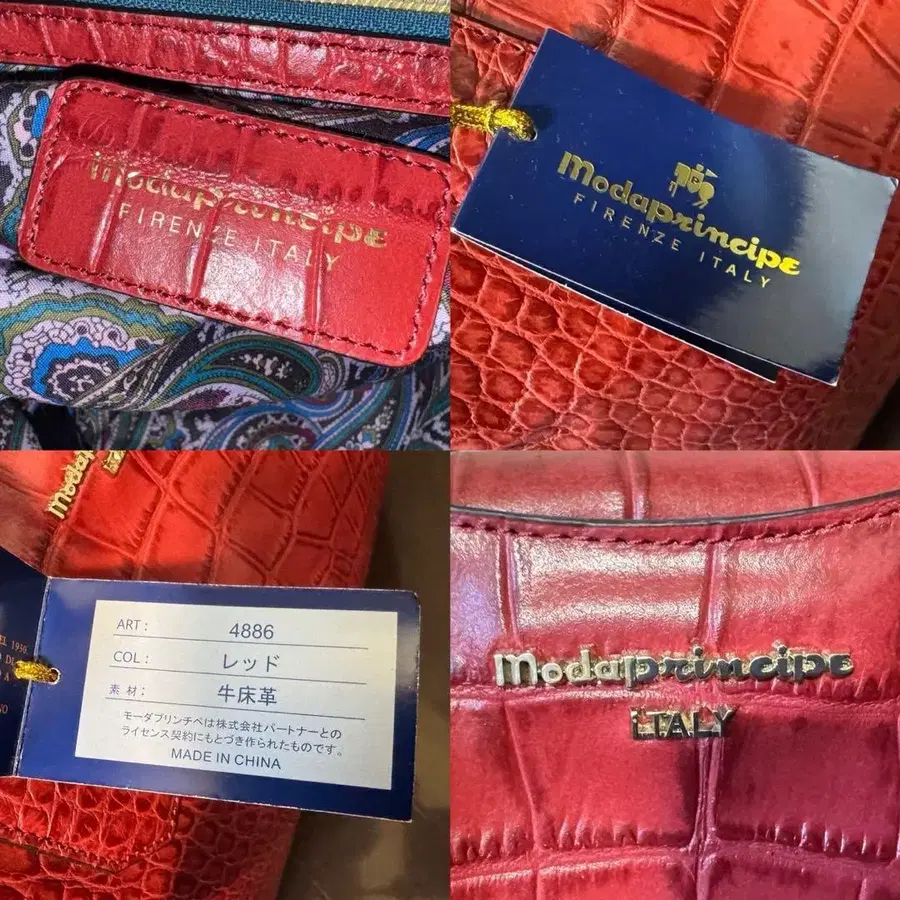 Modaprincipe
FIRENZE ITALY
Modaprincipe
FIRENZE ITALY
Moda
1950
ART: 4886
COL: レッド
素材: 牛床革
モーダプリンチペは株式会社パートナーとの
ライセンス契約にもとづき作られたものです。
MADE IN CHINA
Modaprincipe
iTALY